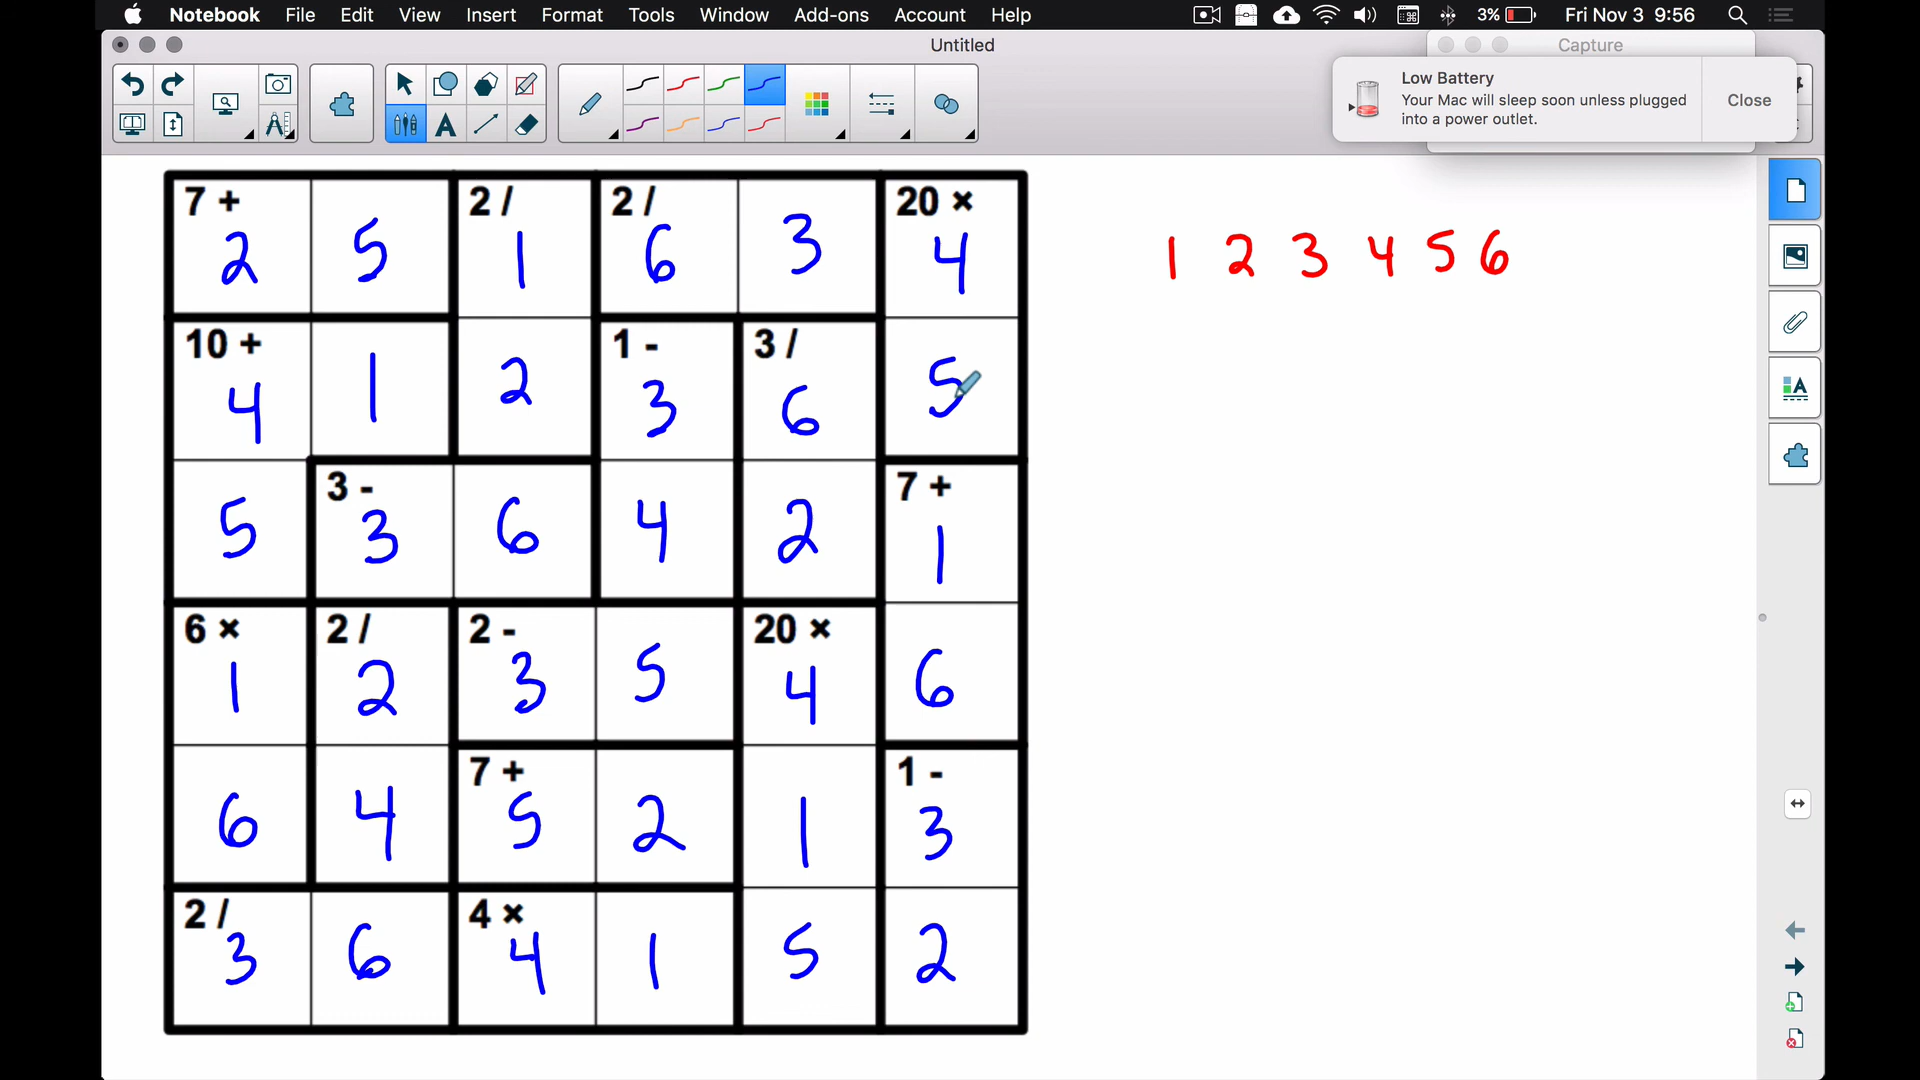 Notebook File Edit View Insert Format Tools Window Add-ons Account Help 3% Fri Nov 3 9:56
Untitled
Capture
Low Battery
Your Mac will sleep soon unless plugged
into a power outlet.
Close
7 + 2 / 2 / 20 ×
2 5 1 6 3 4
1 2 3 4 5 6
10 + 1 - 3 /
4 1 2 3 6 5
3 - 7 +
5 3 6 4 2 1
6 × 2 / 2 - 20 ×
1 2 3 5 4 6
7 + 1 -
6 4 5 2 1 3
2 / 4 ×
3 6 4 1 5 2